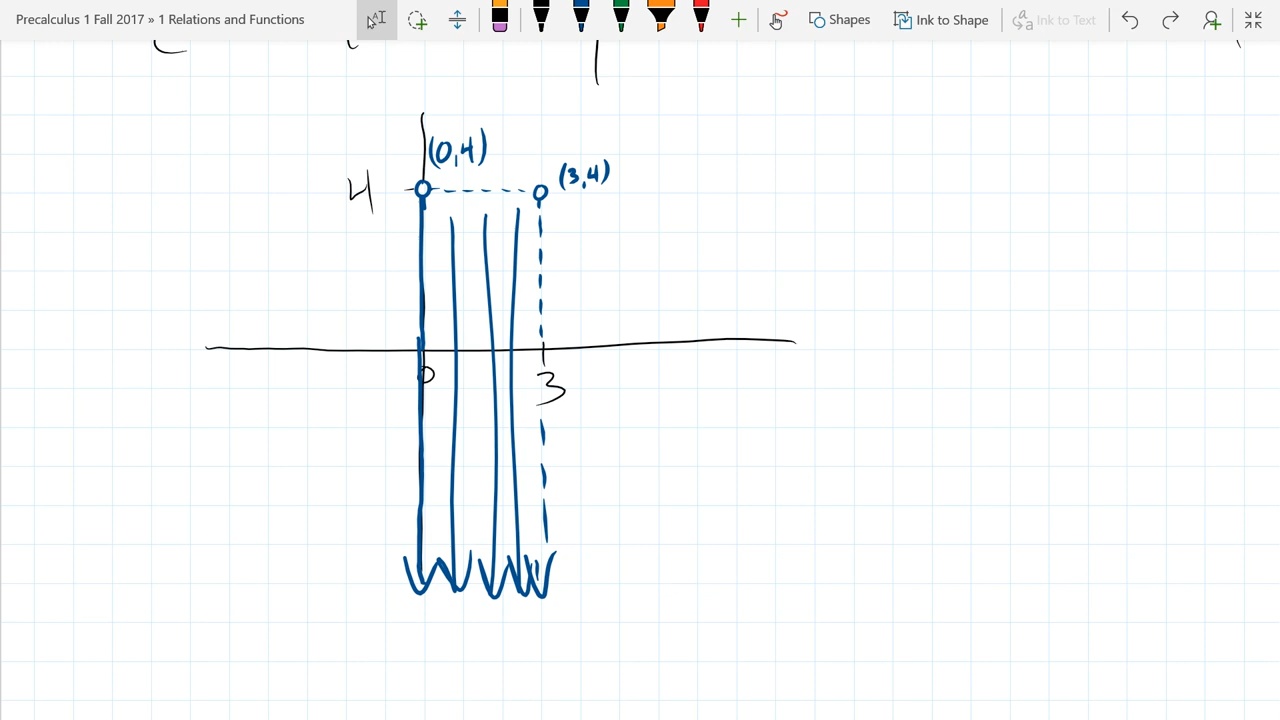 Precalculus 1 Fall 2017 » 1 Relations and Functions
Shapes
Ink to Shape
Ink to Text
(0,4)
(3,4)
4
0
3